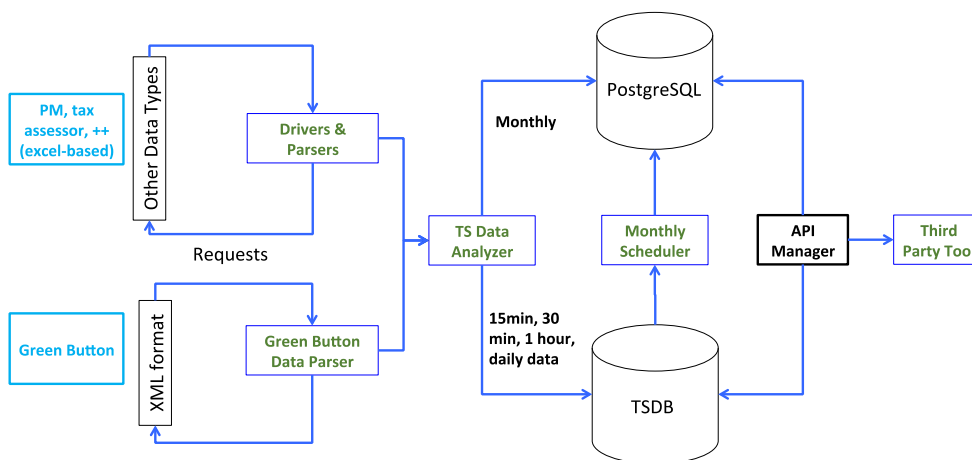 PM, tax
assessor, ++
(excel-based)
Other Data Types
Drivers &
Parsers
Requests
Green Button
XML format
Green Button
Data Parser
TS Data
Analyzer
Monthly
15min, 30
min, 1 hour,
daily data
PostgreSQL
Monthly
Scheduler
TSDB
API
Manager
Third
Party Tool